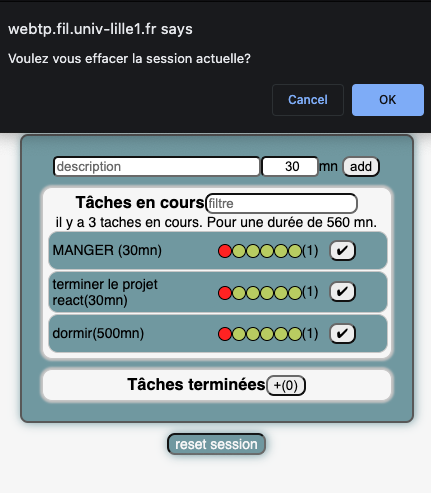 webtp.fil.univ-lille1.fr says
Voulez vous effacer la session actuelle?
Cancel OK
description 30 mn add
Tâches en cours filtre
il y a 3 taches en cours. Pour une durée de 560 mn.
MANGER (30mn) (1) ✔
terminer le projet
react(30mn) (1) ✔
dormir(500mn) (1) ✔
Tâches terminées +(0)
reset session